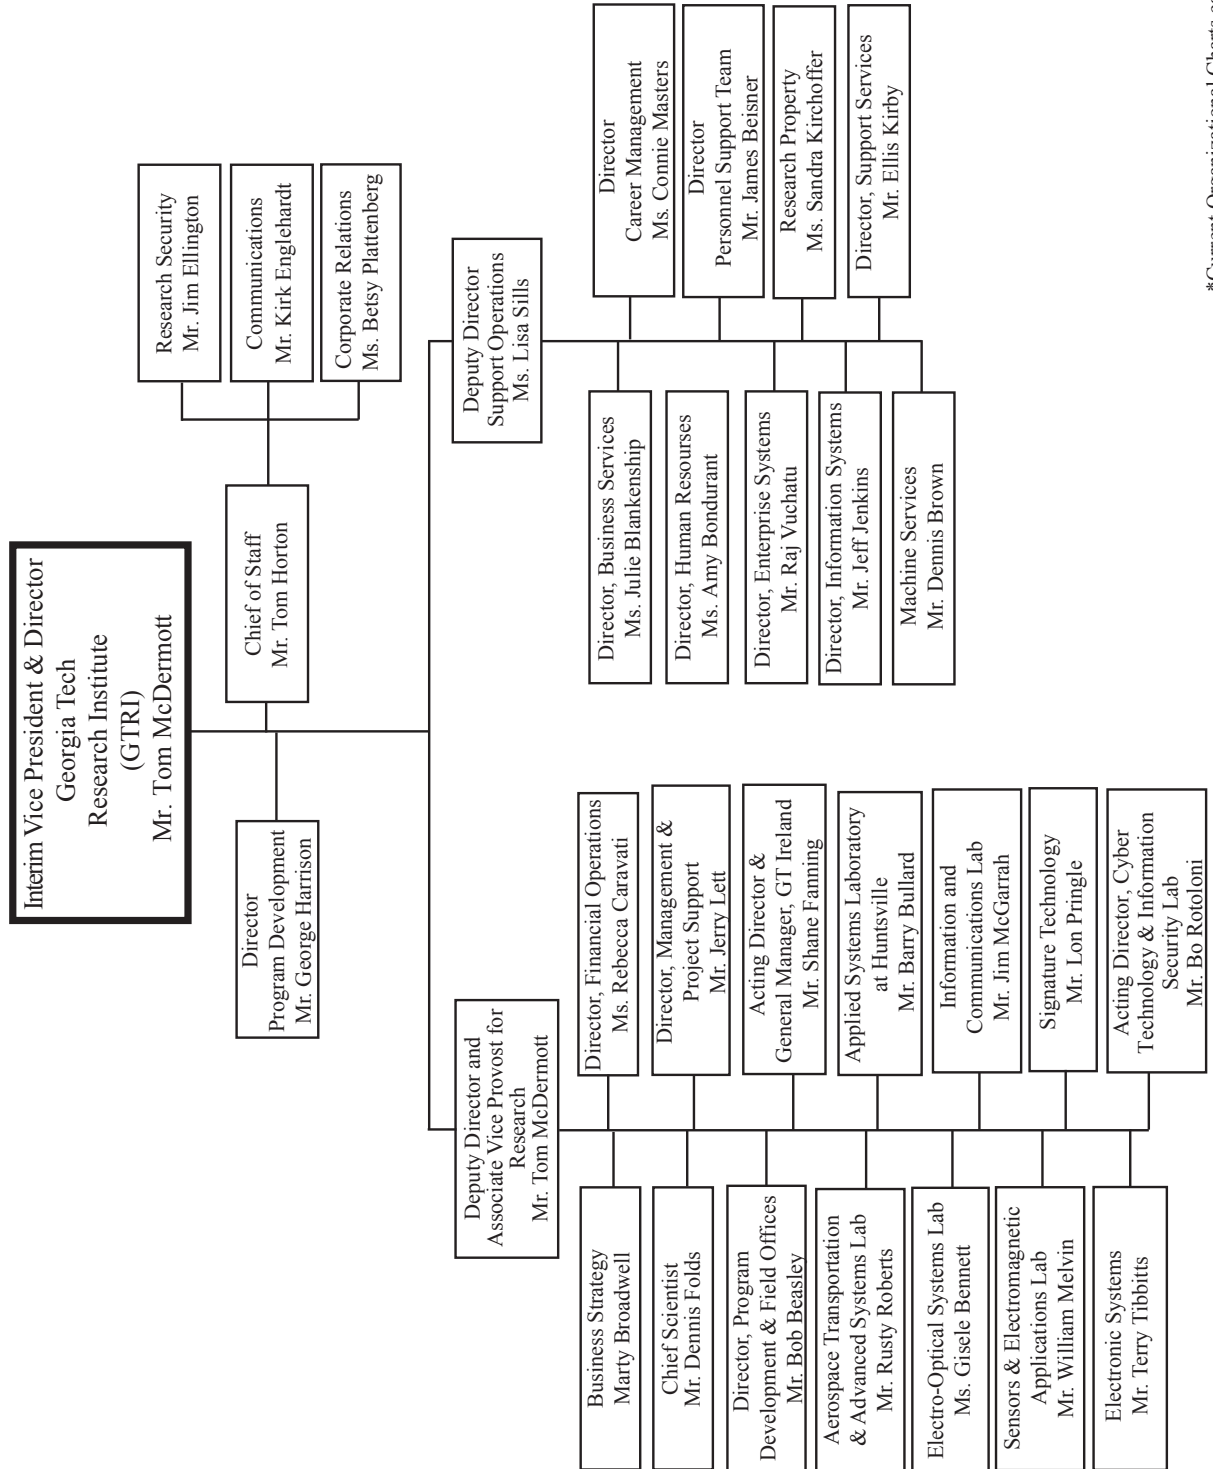 Interim Vice President & Director
Georgia Tech
Research Institute
(GTRI)
Mr. Tom McDermott
Director
Program Development
Mr. George Harrison
Chief of Staff
Mr. Tom Horton
Research Security
Mr. Jim Ellington
Communications
Mr. Kirk Englehardt
Corporate Relations
Ms. Betsy Plattenberg
Deputy Director and
Associate Vice Provost for
Research
Mr. Tom McDermott
Business Strategy
Marty Broadwell
Chief Scientist
Mr. Dennis Folds
Director, Program
Development & Field Offices
Mr. Bob Beasley
Aerospace Transportation
& Advanced Systems Lab
Mr. Rusty Roberts
Electro-Optical Systems Lab
Ms. Gisele Bennett
Sensors & Electromagnetic
Applications Lab
Mr. William Melvin
Electronic Systems
Mr. Terry Tibbitts
Director, Financial Operations
Ms. Rebecca Caravati
Director, Management &
Project Support
Mr. Jerry Lett
Acting Director &
General Manager, GT Ireland
Mr. Shane Fanning
Applied Systems Laboratory
at Huntsville
Mr. Barry Bullard
Information and
Communications Lab
Mr. Jim McGarrah
Signature Technology
Mr. Lon Pringle
Acting Director, Cyber
Technology & Information
Security Lab
Mr. Bo Rotoloni
Deputy Director
Support Operations
Ms. Lisa Sills
Director, Business Services
Ms. Julie Blankenship
Director, Human Resourses
Ms. Amy Bondurant
Director, Enterprise Systems
Mr. Raj Vuchatu
Director, Information Systems
Mr. Jeff Jenkins
Machine Services
Mr. Dennis Brown
Director
Career Management
Ms. Connie Masters
Director
Personnel Support Team
Mr. James Beisner
Research Property
Ms. Sandra Kirchoffer
Director, Support Services
Mr. Ellis Kirby
*Current Organizational Charts